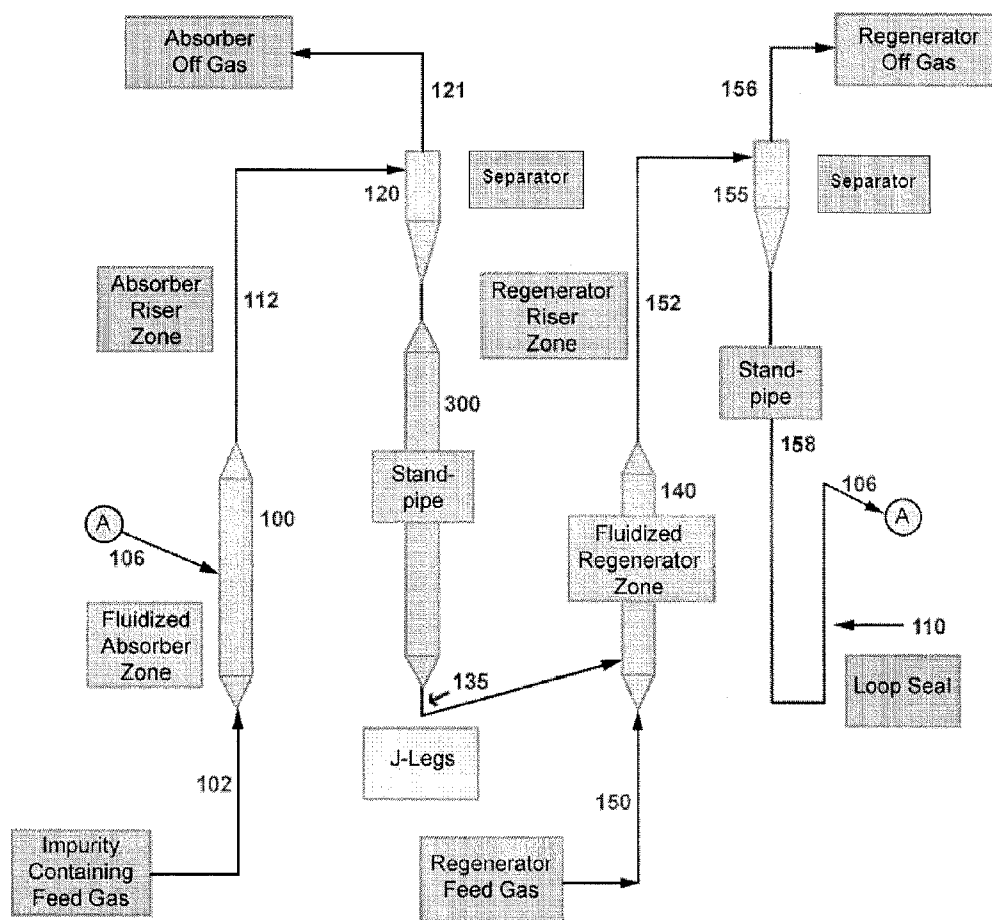 Absorber
Off Gas
121
120
Separator
Absorber
Riser
Zone
112
300
Stand-
pipe
A
106
100
Fluidized
Absorber
Zone
135
J-Legs
102
Impurity
Containing
Feed Gas
Regenerator
Off Gas
156
155
Separator
Regenerator
Riser
Zone
152
Stand-
pipe
158
140
Fluidized
Regenerator
Zone
106
A
110
Loop Seal
150
Regenerator
Feed Gas